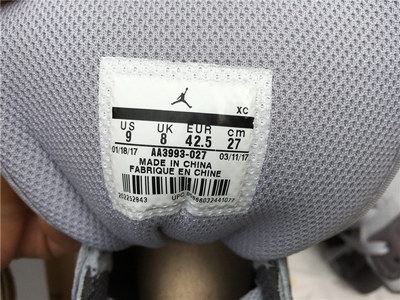 XC
US UK EUR cm
9 8 42.5 27
01/18/17 AA3993-027 03/11/17
MADE IN CHINA
FABRIQUE EN CHINE